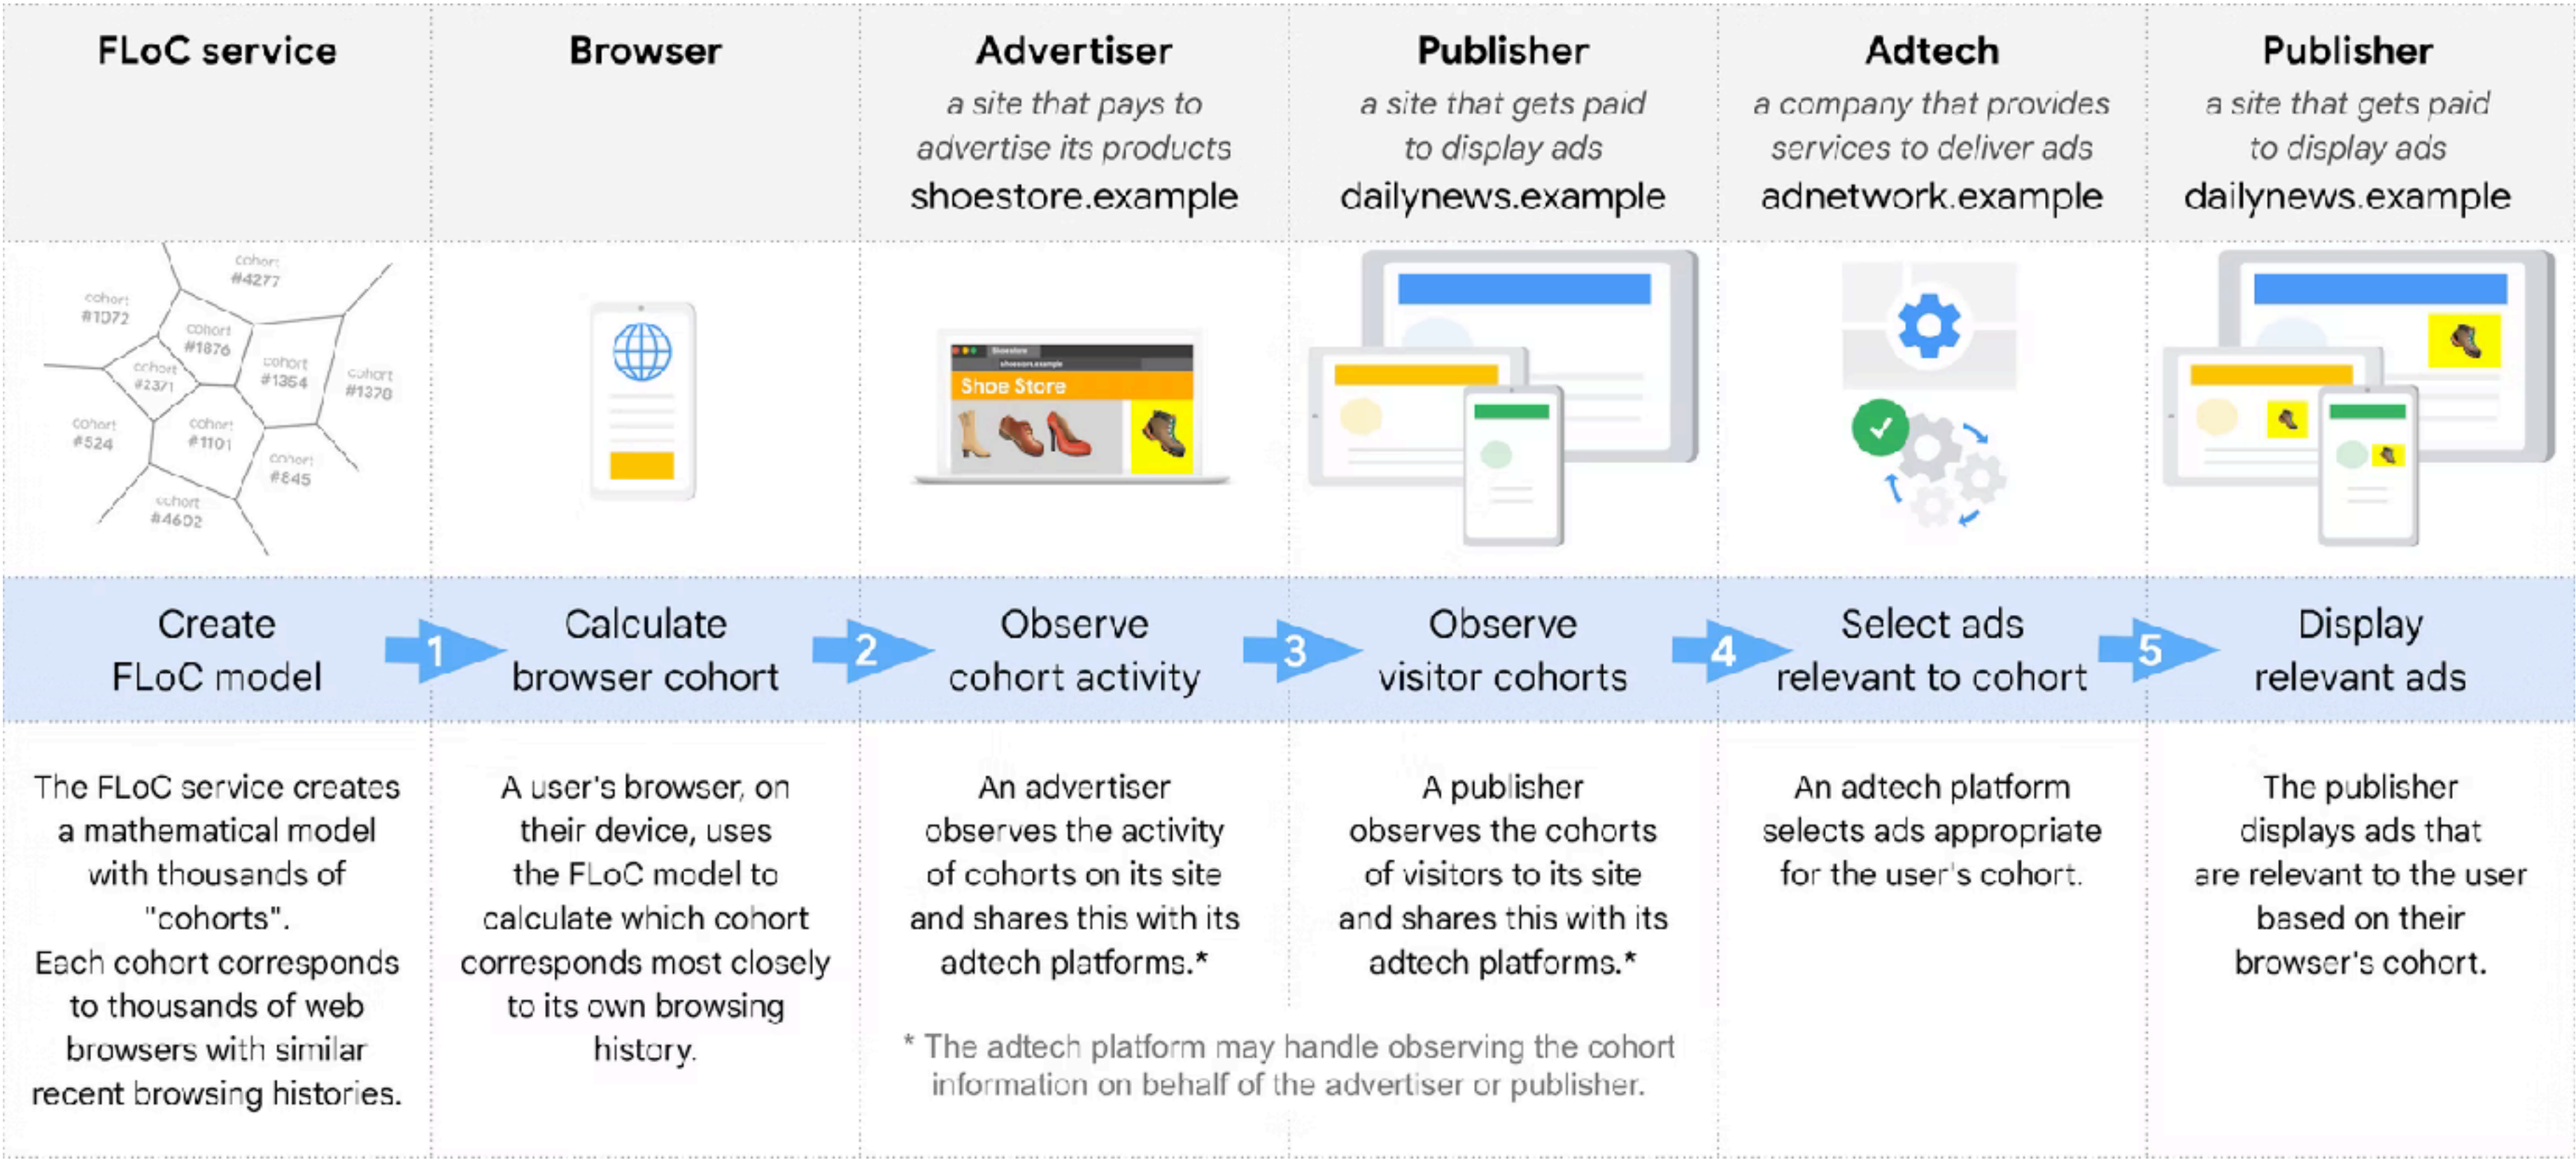 FLoC service
Browser
Advertiser
a site that pays to
advertise its products
shoestore.example
Publisher
a site that gets paid
to display ads
dailynews.example
Adtech
a company that provides
services to deliver ads
adnetwork.example
Publisher
a site that gets paid
to display ads
dailynews.example
cohort
#4277
cohort
#1072
cohort
#1876
cohort
#2371
cohort
#1354
cohort
#1378
cohort
#524
cohort
#1101
cohort
#845
cohort
#4602
Shoestore
shoestore.example
Shoe Store
Create
FLoC model
1
Calculate
browser cohort
2
Observe
cohort activity
3
Observe
visitor cohorts
4
Select ads
relevant to cohort
5
Display
relevant ads
The FLoC service creates
a mathematical model
with thousands of
"cohorts".
Each cohort corresponds
to thousands of web
browsers with similar
recent browsing histories.
A user's browser, on
their device, uses
the FLoC model to
calculate which cohort
corresponds most closely
to its own browsing
history.
An advertiser
observes the activity
of cohorts on its site
and shares this with its
adtech platforms.*
A publisher
observes the cohorts
of visitors to its site
and shares this with its
adtech platforms.*
* The adtech platform may handle observing the cohort
information on behalf of the advertiser or publisher.
An adtech platform
selects ads appropriate
for the user's cohort.
The publisher
displays ads that
are relevant to the user
based on their
browser's cohort.